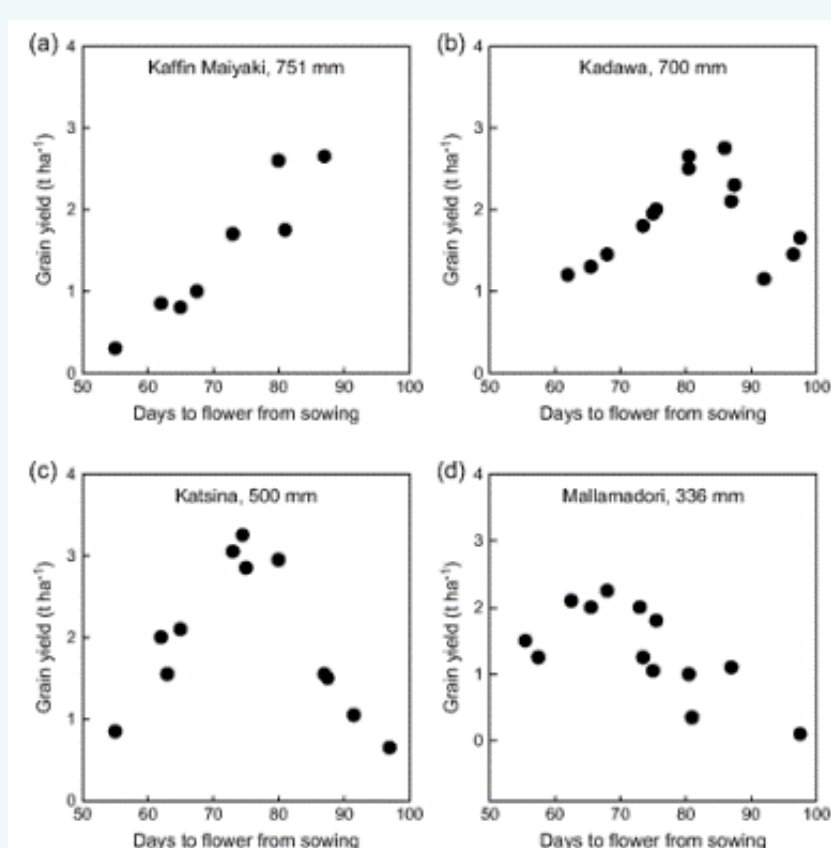 (a)
Kaffin Maiyaki, 751 mm
Grain yield (t ha⁻¹)
4
3
2
1
0
50 60 70 80 90 100
Days to flower from sowing
(b)
Kadawa, 700 mm
Grain yield (t ha⁻¹)
4
3
2
1
0
50 60 70 80 90 100
Days to flower from sowing
(c)
Katsina, 500 mm
Grain yield (t ha⁻¹)
4
3
2
1
0
50 60 70 80 90 100
Days to flower from sowing
(d)
Mallamadori, 336 mm
Grain yield (t ha⁻¹)
4
3
2
1
0
50 60 70 80 90 100
Days to flower from sowing